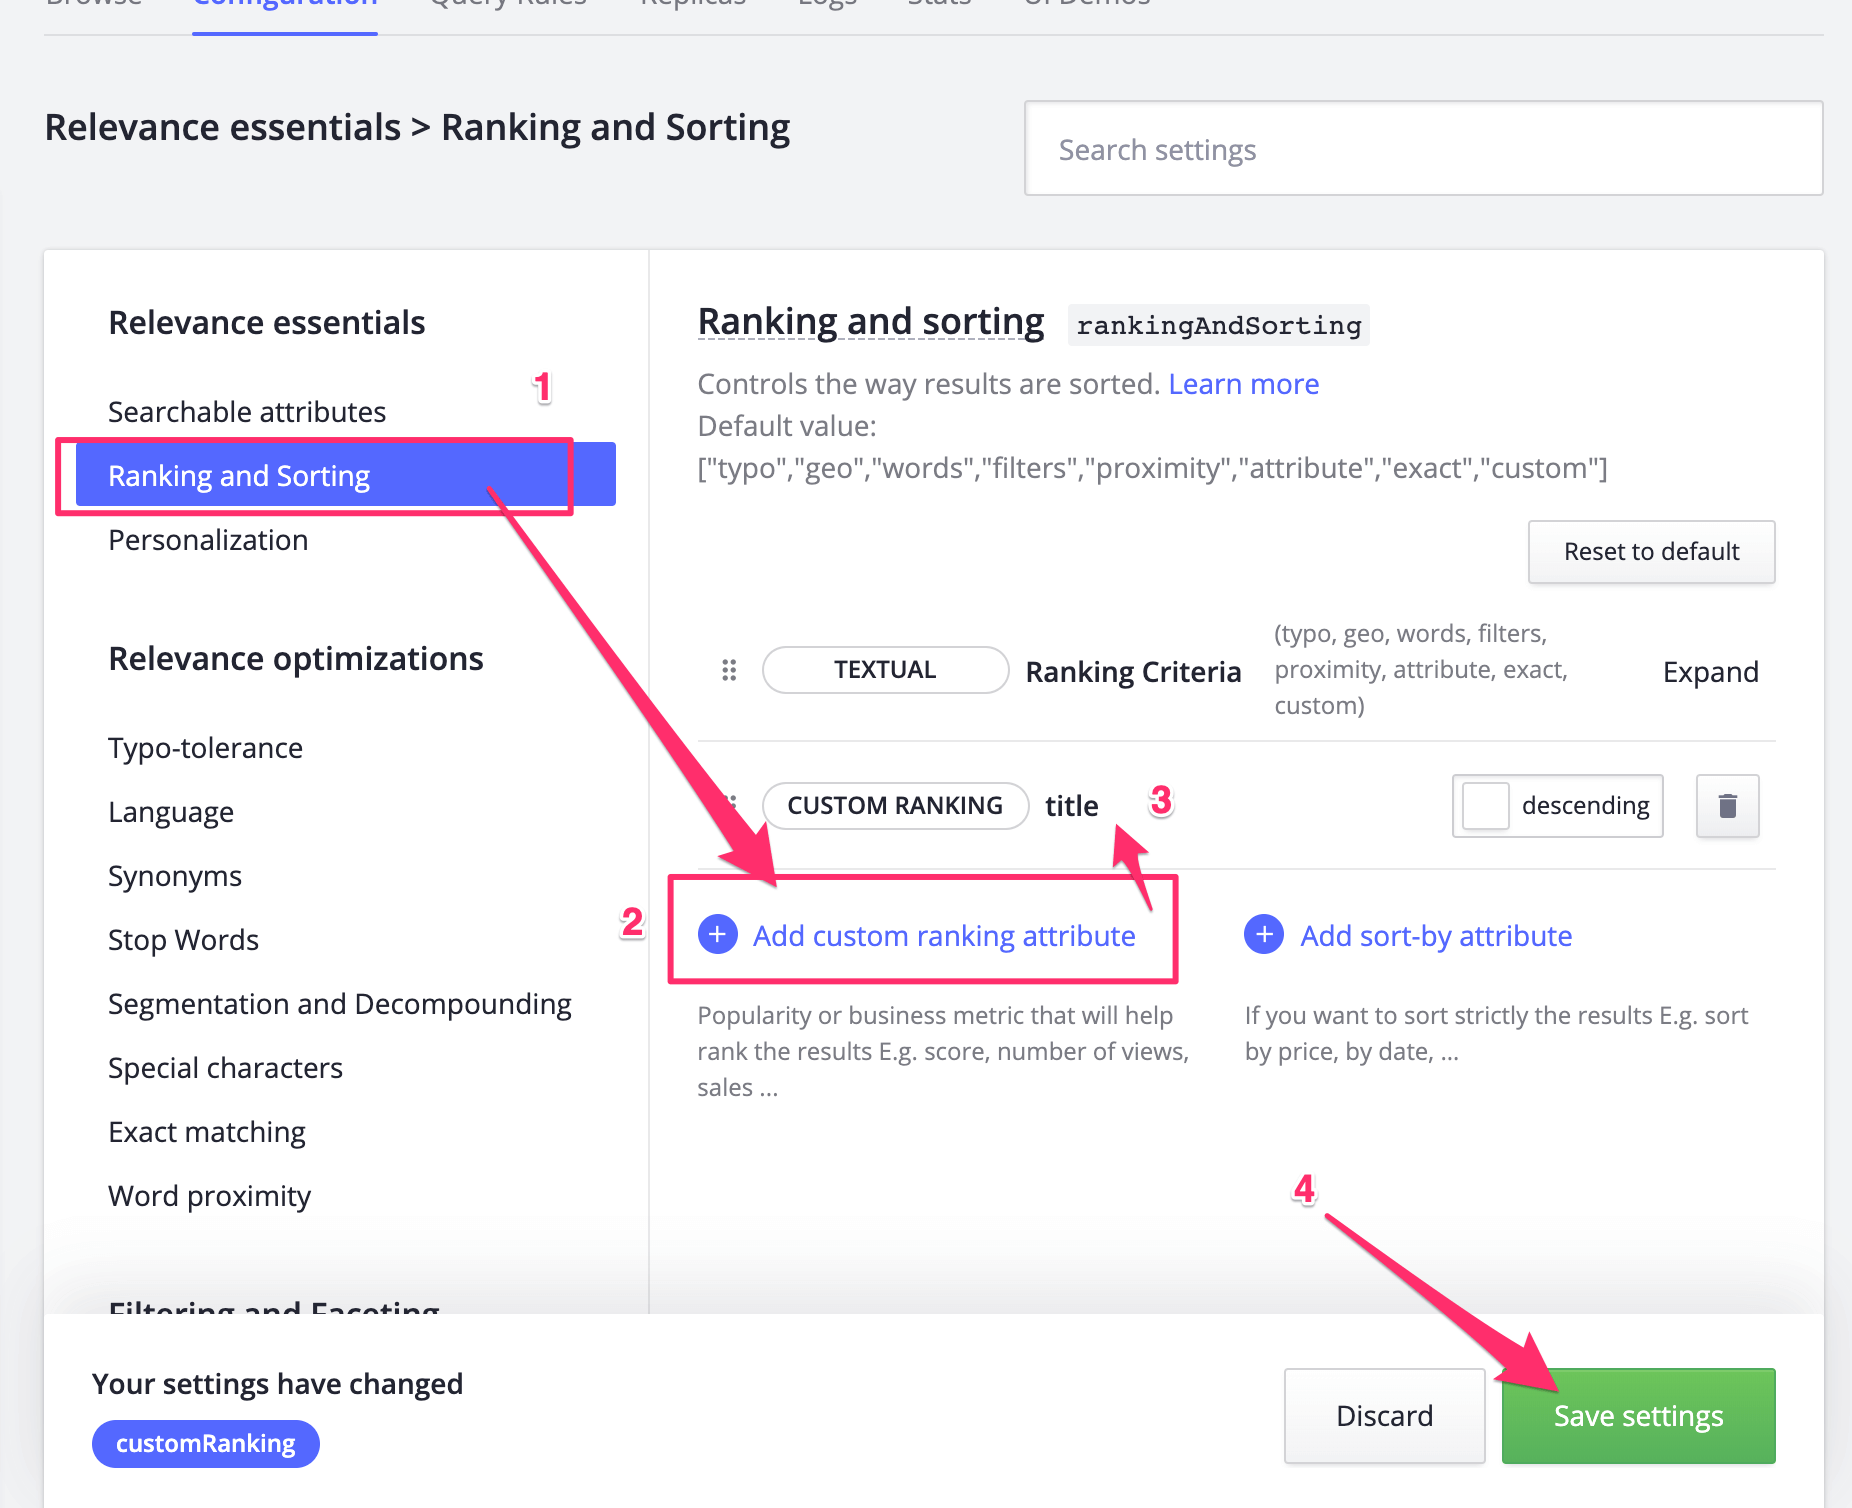 Browse Configuration Query Rules Replicas Logs Stats UI Demos
Relevance essentials > Ranking and Sorting
Search settings
Relevance essentials
1
Searchable attributes
Ranking and Sorting
Personalization
Relevance optimizations
Typo-tolerance
Language
Synonyms
Stop Words
Segmentation and Decompounding
Special characters
Exact matching
Word proximity
Filtering and Faceting
Ranking and sorting rankingAndSorting
Controls the way results are sorted. Learn more
Default value:
["typo","geo","words","filters","proximity","attribute","exact","custom"]
Reset to default
TEXTUAL Ranking Criteria
(typo, geo, words, filters,
proximity, attribute, exact,
custom)
Expand
CUSTOM RANKING title 3 descending
2
Add custom ranking attribute
Popularity or business metric that will help
rank the results E.g. score, number of views,
sales ...
Add sort-by attribute
If you want to sort strictly the results E.g. sort
by price, by date, ...
4
Your settings have changed
customRanking
Discard
Save settings